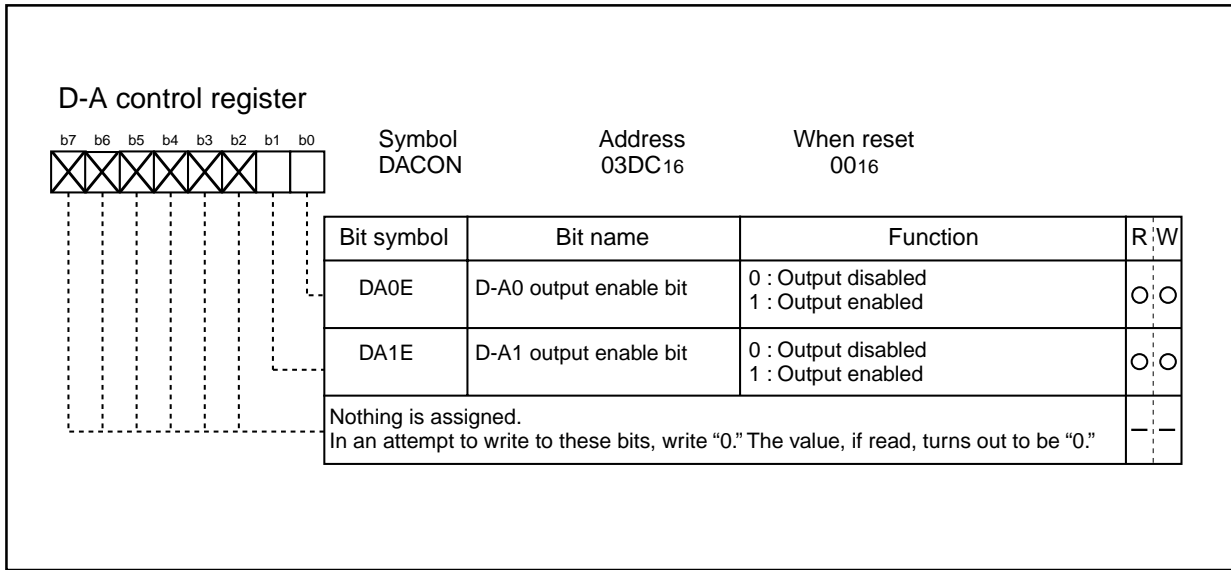 D-A control register
b7 b6 b5 b4 b3 b2 b1 b0
Symbol Address When reset
DACON 03DC16 0016
Bit symbol Bit name Function R W
DA0E D-A0 output enable bit 0 : Output disabled
1 : Output enabled
DA1E D-A1 output enable bit 0 : Output disabled
1 : Output enabled
Nothing is assigned.
In an attempt to write to these bits, write “0.” The value, if read, turns out to be “0.”